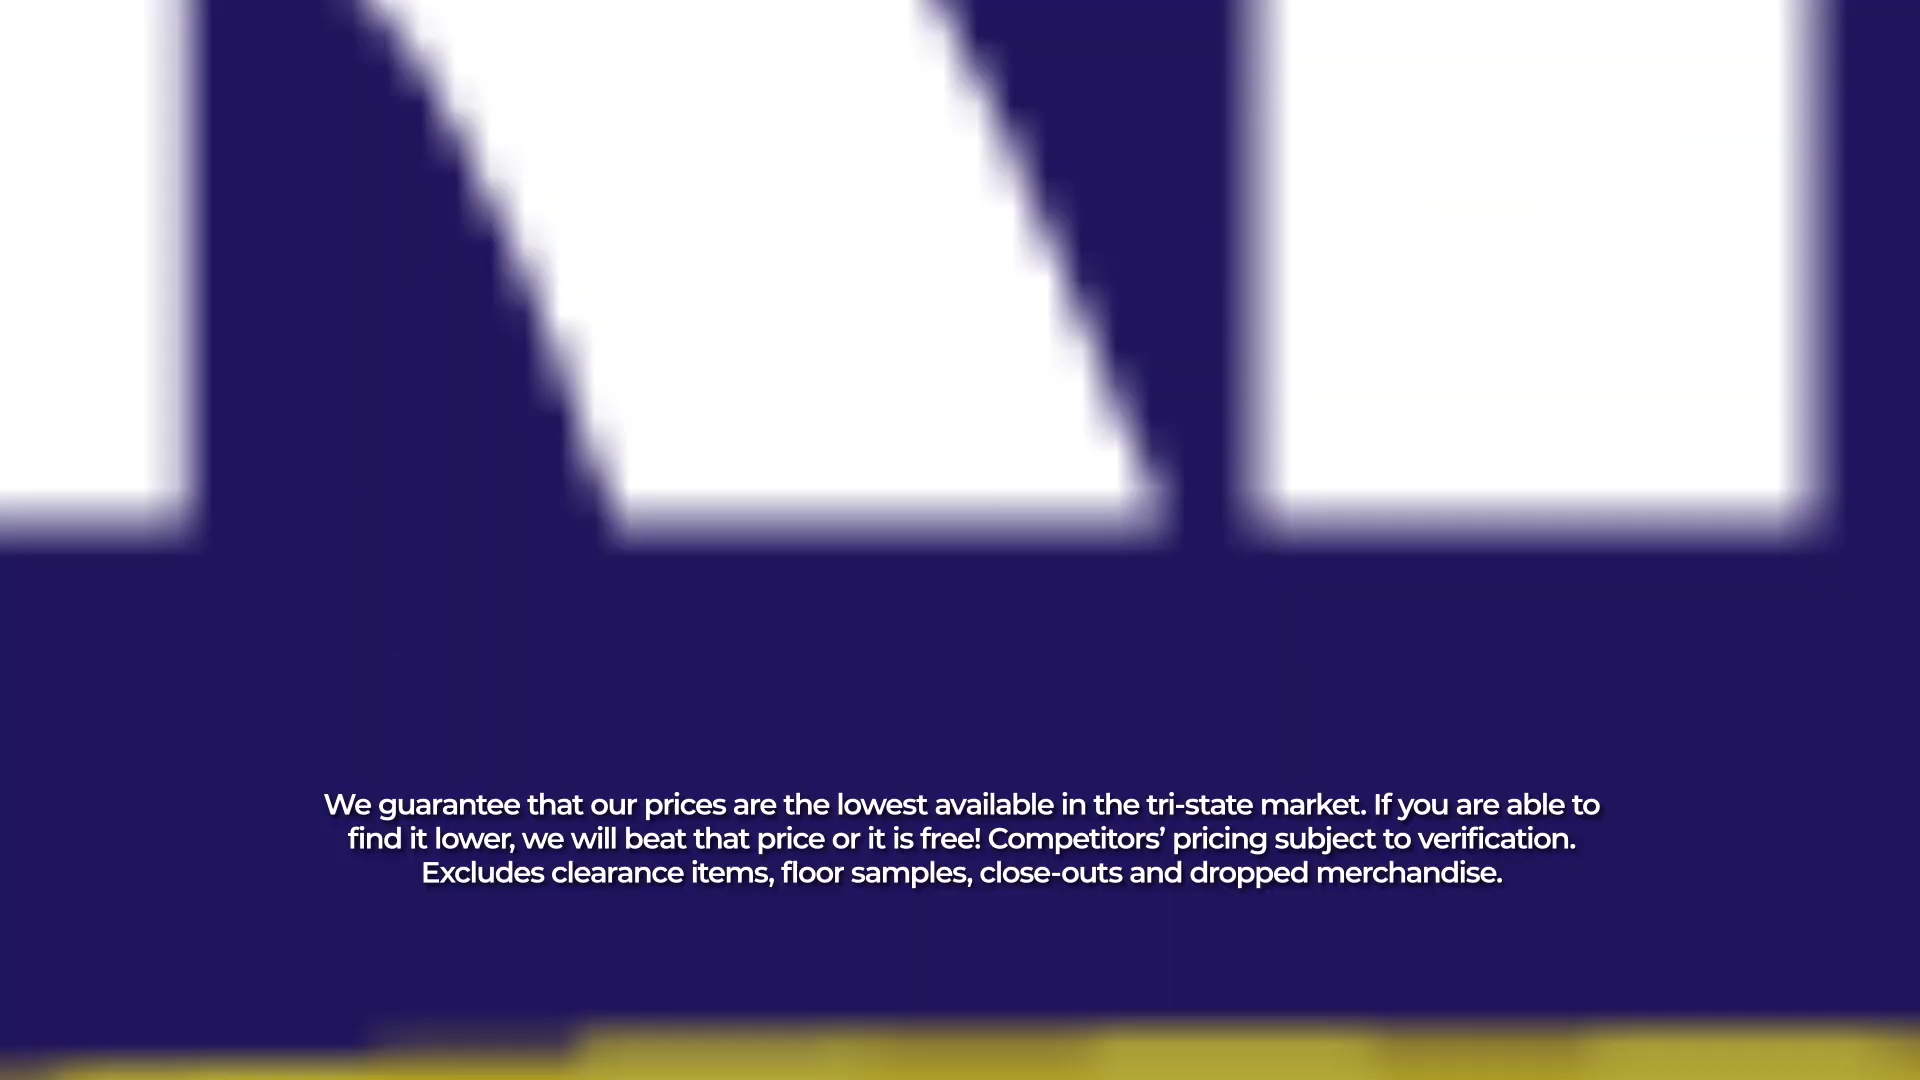 We guarantee that our prices are the lowest available in the tri-state market. If you are able to
find it lower, we will beat that price or it is free! Competitors’ pricing subject to verification.
Excludes clearance items, floor samples, close-outs and dropped merchandise.